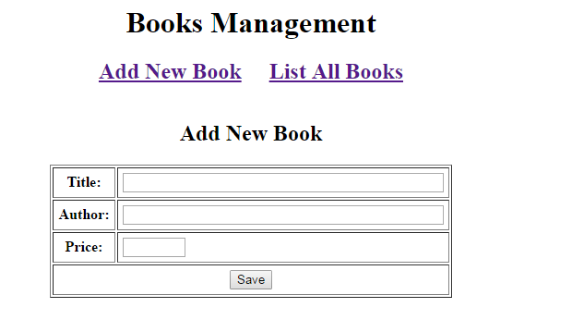 Books Management
Add New Book List All Books
Add New Book
Title:
Author:
Price:
Save